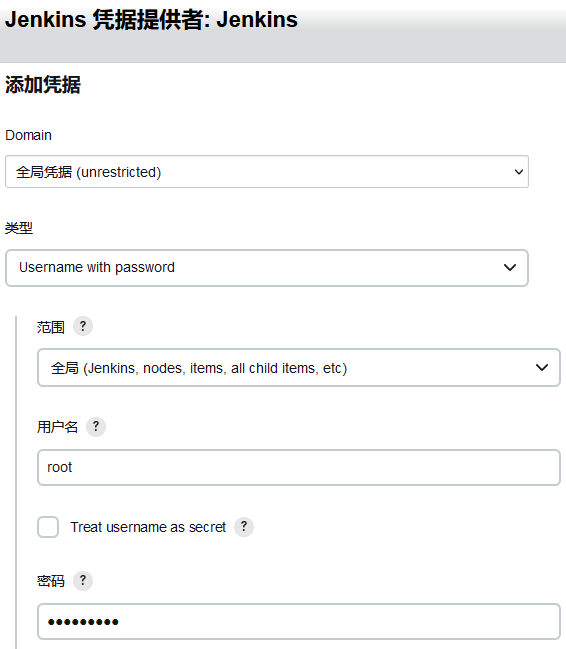 Jenkins 凭据提供者: Jenkins
添加凭据
Domain
全局凭据 (unrestricted)
类型
Username with password
范围 ?
全局 (Jenkins, nodes, items, all child items, etc)
用户名 ?
root
Treat username as secret ?
密码 ?
•••••••••